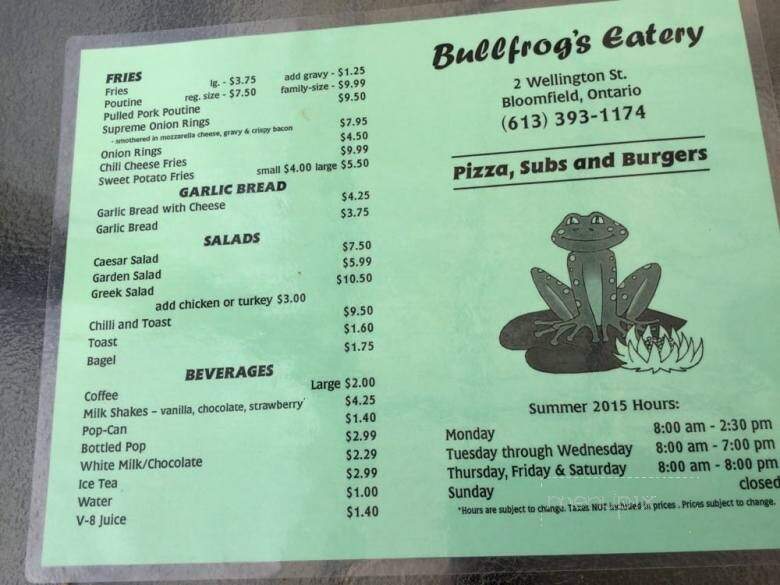 FRIES
Fries lg. - $3.75 add gravy - $1.25
Poutine reg. size - $7.50 family-size - $9.99
Pulled Pork Poutine $9.50
Supreme Onion Rings $7.95
- smothered in mozzarella cheese, gravy & crispy bacon
Onion Rings $4.50
Chili Cheese Fries $9.99
Sweet Potato Fries small $4.00 large $5.50
GARLIC BREAD
Garlic Bread with Cheese $4.25
Garlic Bread $3.75
SALADS
Caesar Salad $7.50
Garden Salad $5.99
Greek Salad $10.50
add chicken or turkey $3.00
Chilli and Toast $9.50
Toast $1.60
Bagel $1.75
BEVERAGES
Coffee Large $2.00
Milk Shakes – vanilla, chocolate, strawberry $4.25
Pop-Can $1.40
Bottled Pop $2.99
White Milk/Chocolate $2.29
Ice Tea $2.99
Water $1.00
V-8 Juice $1.40
Bullfrog's Eatery
2 Wellington St.
Bloomfield, Ontario
(613) 393-1174
Pizza, Subs and Burgers
Summer 2015 Hours:
Monday 8:00 am - 2:30 pm
Tuesday through Wednesday 8:00 am - 7:00 pm
Thursday, Friday & Saturday 8:00 am - 8:00 pm
Sunday closed
*Hours are subject to change. Taxes NOT included in prices . Prices subject to change.
menupix